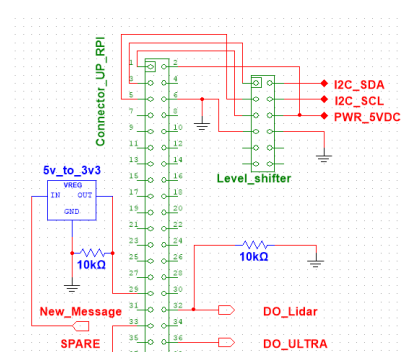 Connector_UP_RPI
1 2
3 4
5 6
7 8
9 10
11 12
13 14
15 16
17 18
19 20
21 22
23 24
25 26
27 28
29 30
31 32
33 34
35 36
I2C_SDA
I2C_SCL
PWR_5VDC
Level_shifter
5v_to_3v3
VREG
IN OUT
GND
10kΩ
10kΩ
New_Message
DO_Lidar
SPARE
DO_ULTRA